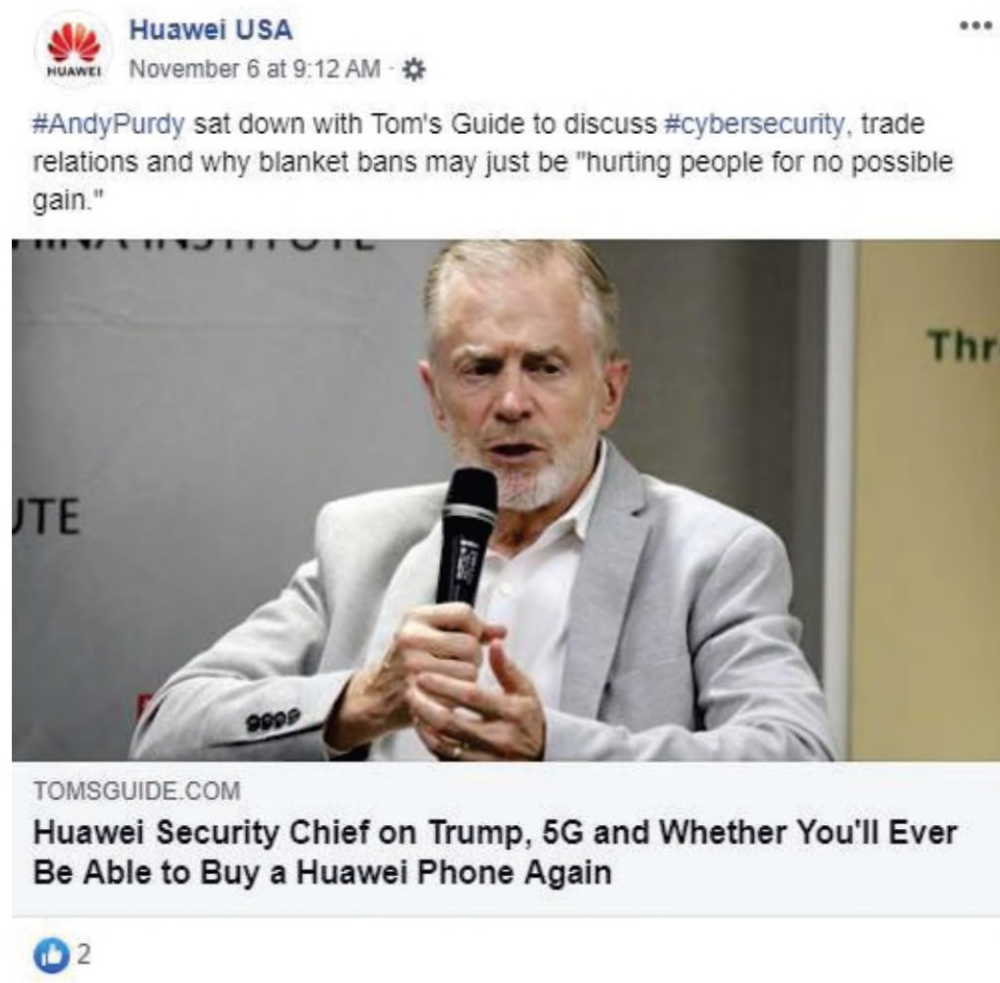 Huawei USA
HUAWEI
November 6 at 9:12 AM ·
#AndyPurdy sat down with Tom's Guide to discuss #cybersecurity, trade
relations and why blanket bans may just be "hurting people for no possible
gain."
INSTITUTE
Thr
UTE
TOMSGUIDE.COM
Huawei Security Chief on Trump, 5G and Whether You'll Ever
Be Able to Buy a Huawei Phone Again
2